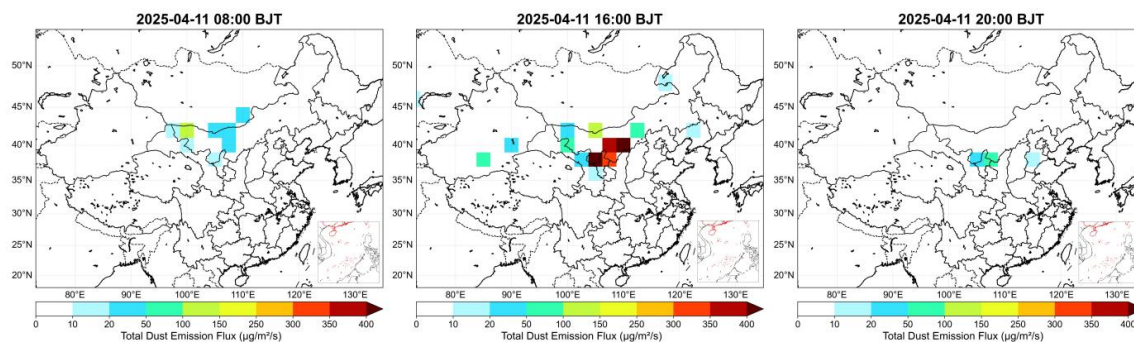 2025-04-11 08:00 BJT
50°N
45°N
40°N
35°N
30°N
25°N
20°N
80°E 90°E 100°E 110°E 120°E 130°E
0 10 20 50 100 150 200 250 300 350 400
Total Dust Emission Flux (μg/m²/s)
2025-04-11 16:00 BJT
50°N
45°N
40°N
35°N
30°N
25°N
20°N
80°E 90°E 100°E 110°E 120°E 130°E
0 10 20 50 100 150 200 250 300 350 400
Total Dust Emission Flux (μg/m²/s)
2025-04-11 20:00 BJT
50°N
45°N
40°N
35°N
30°N
25°N
20°N
80°E 90°E 100°E 110°E 120°E 130°E
0 10 20 50 100 150 200 250 300 350 400
Total Dust Emission Flux (μg/m²/s)